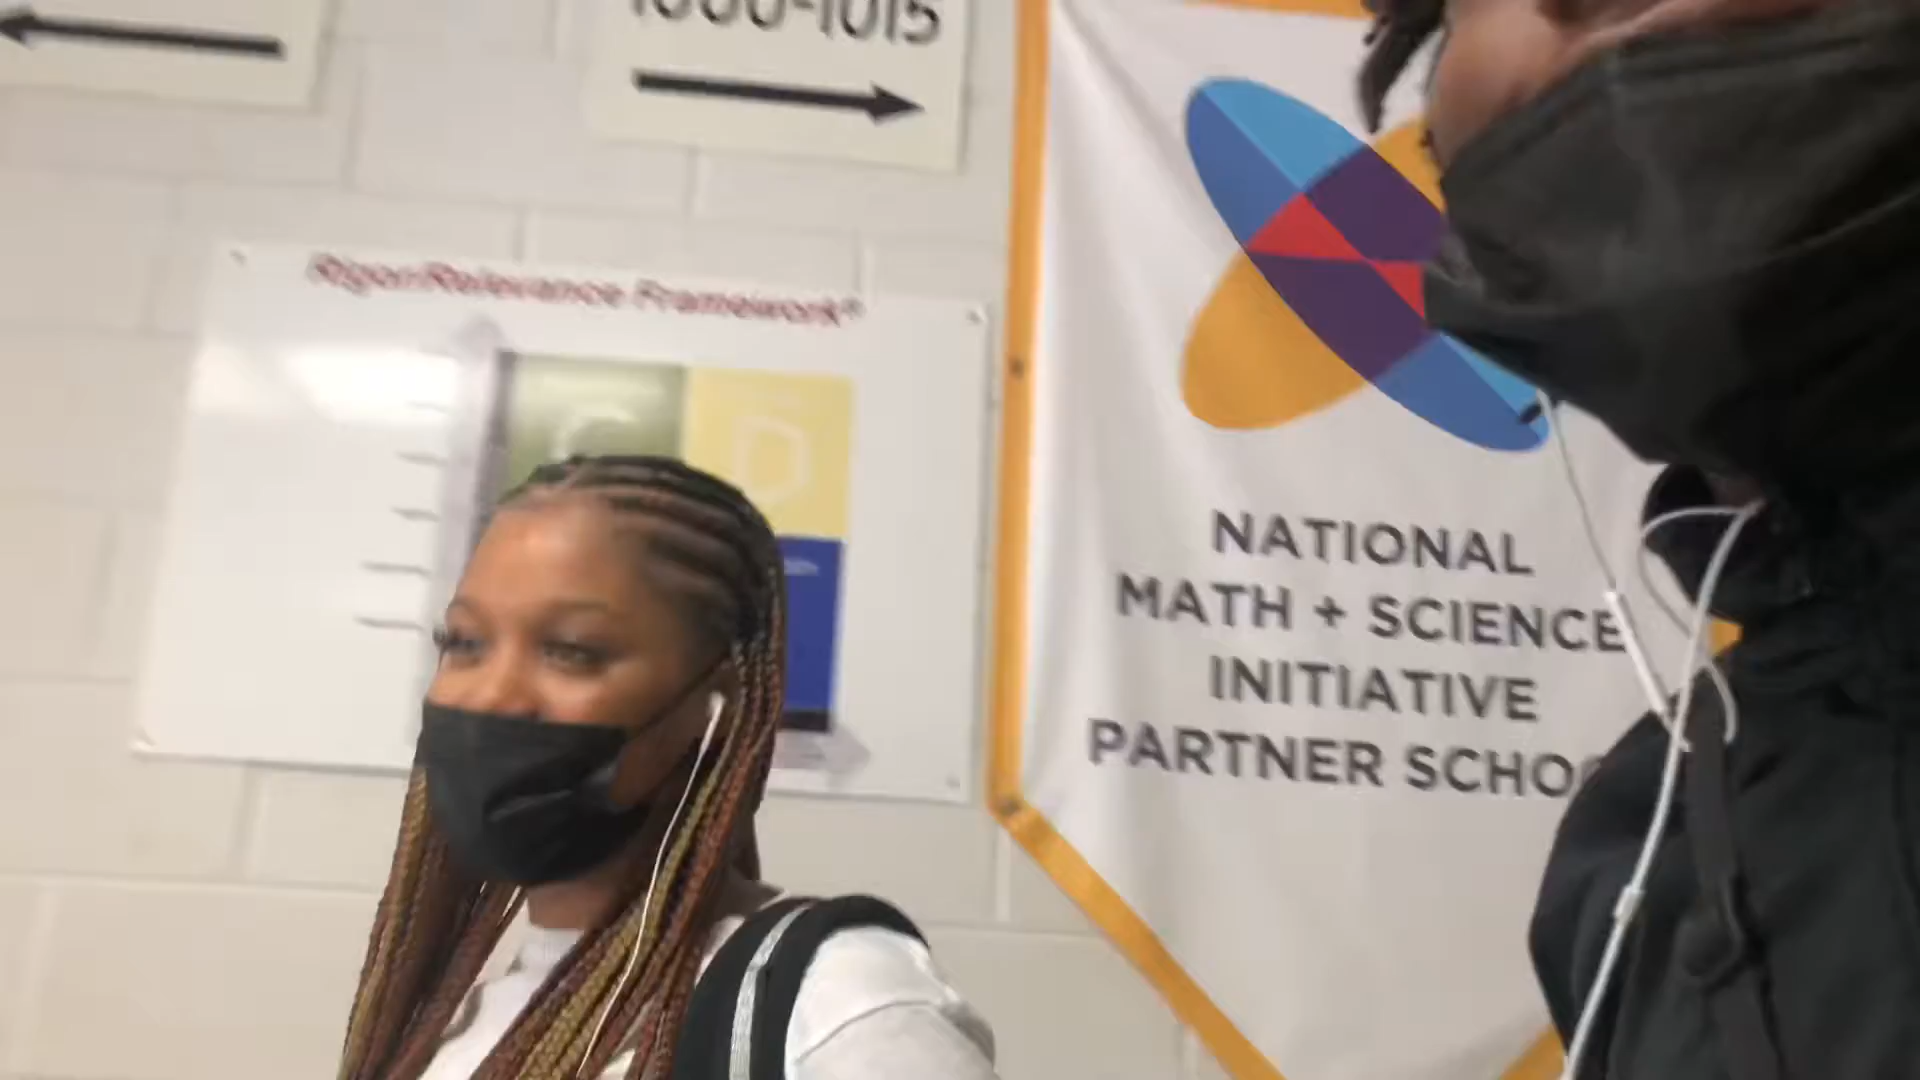 1000-1015
Rigor/Relevance Framework®
C
D
NATIONAL
MATH + SCIENCE
INITIATIVE
PARTNER SCHO